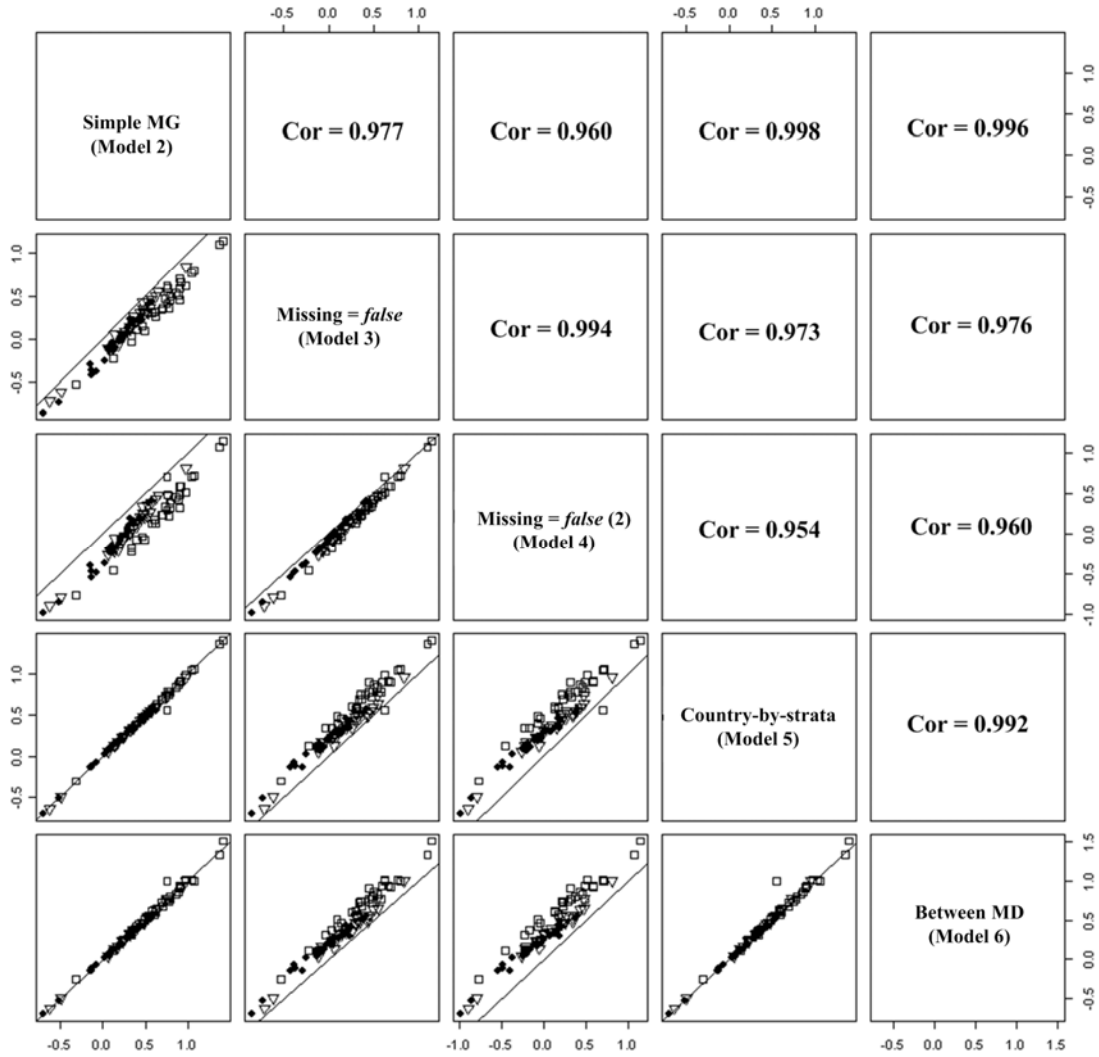 -0.5 0.0 0.5 1.0 -0.5 0.0 0.5 1.0
Simple MG
(Model 2)
Cor = 0.977
Cor = 0.960
Cor = 0.998
Cor = 0.996
-0.5 0.0 0.5 1.0
-0.5 0.0 0.5 1.0
Missing = false
(Model 3)
Cor = 0.994
Cor = 0.973
Cor = 0.976
Missing = false (2)
(Model 4)
Cor = 0.954
Cor = 0.960
-1.0 -0.5 0.0 0.5 1.0
-0.5 0.0 0.5 1.0
Country-by-strata
(Model 5)
Cor = 0.992
Between MD
(Model 6)
-0.5 0.0 0.5 1.0 1.5
-0.5 0.0 0.5 1.0 -1.0 -0.5 0.0 0.5 1.0 -0.5 0.0 0.5 1.0 1.5